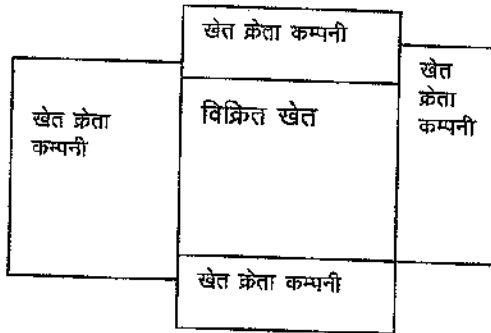 खेत क्रेता कम्पनी
खेत
क्रेता
कम्पनी
खेत क्रेता
कम्पनी
विक्रित खेत
खेत क्रेता कम्पनी